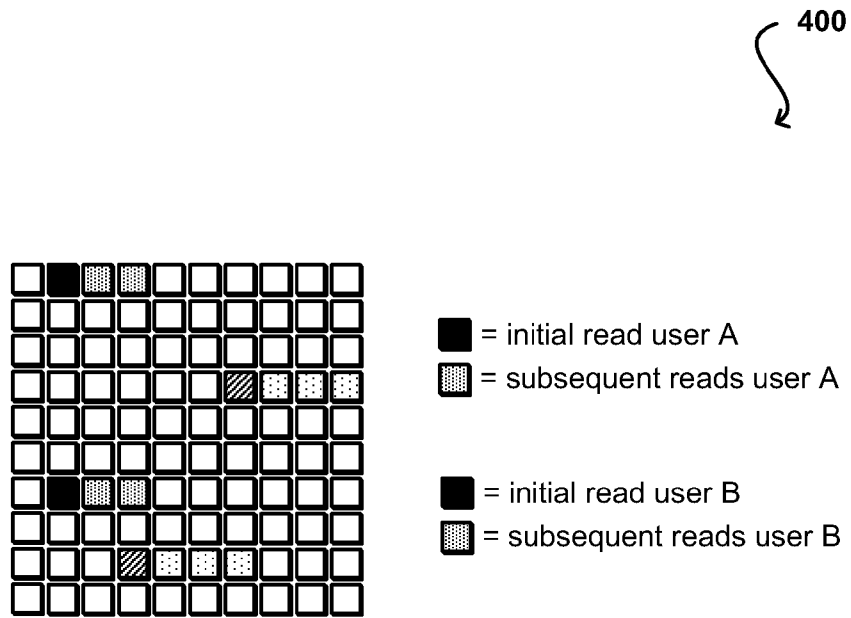 400
= initial read user A
= subsequent reads user A
= initial read user B
= subsequent reads user B